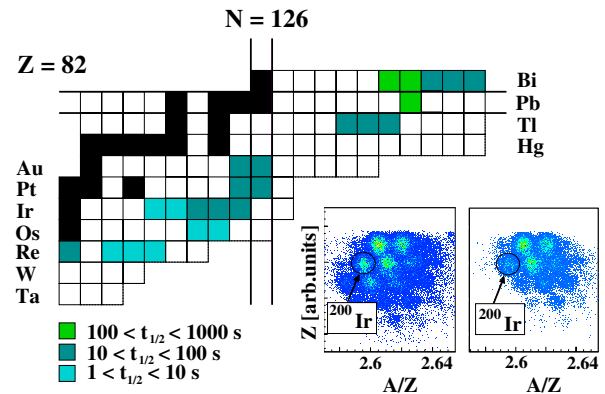 N = 126
Z = 82
Bi
Pb
Tl
Hg
Au
Pt
Ir
Os
Re
W
Ta
100 < t1/2 < 1000 s
10 < t1/2 < 100 s
1 < t1/2 < 10 s
Z [arb.units]
200Ir
200Ir
2.6 2.64
2.6 2.64
A/Z
A/Z